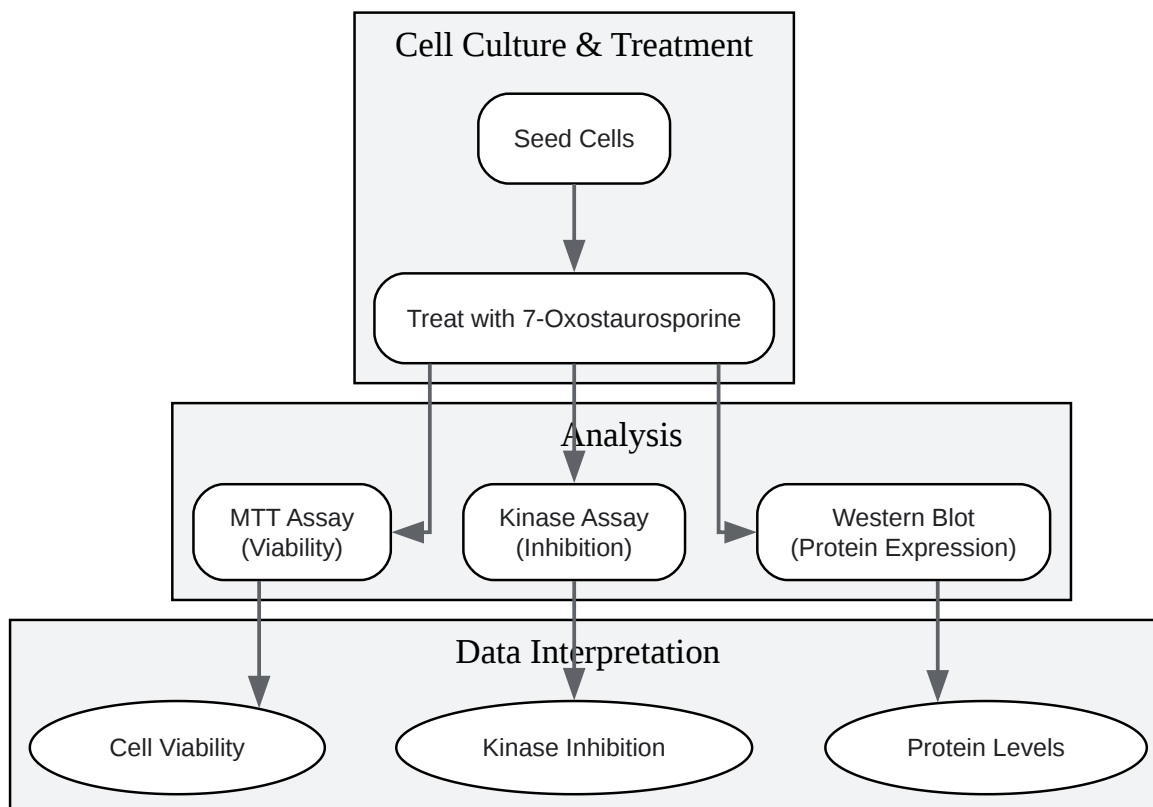 Cell Culture & Treatment
Seed Cells
Treat with 7-Oxostaurosporine
Analysis
MTT Assay
(Viability)
Kinase Assay
(Inhibition)
Western Blot
(Protein Expression)
Data Interpretation
Cell Viability
Kinase Inhibition
Protein Levels